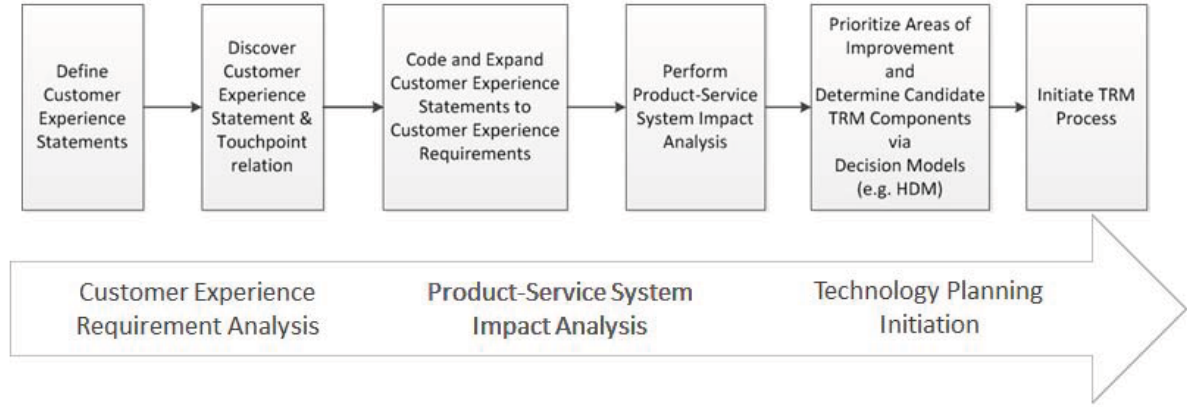 Define
Customer
Experience
Statements
Discover
Customer
Experience
Statement &
Touchpoint
relation
Code and Expand
Customer Experience
Statements to
Customer Experience
Requirements
Perform
Product-Service
System Impact
Analysis
Prioritize Areas of
Improvement
and
Determine Candidate
TRM Components
via
Decision Models
(e.g. HDM)
Initiate TRM
Process
Customer Experience
Requirement Analysis
Product-Service System
Impact Analysis
Technology Planning
Initiation